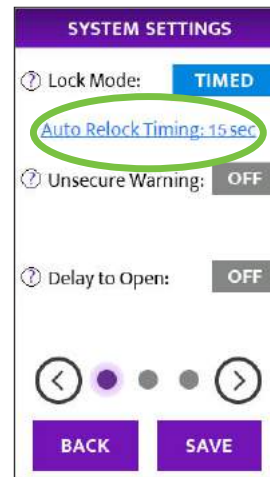 SYSTEM SETTINGS
? Lock Mode: TIMED
Auto Relock Timing: 15 sec
? Unsecure Warning: OFF
? Delay to Open: OFF
< >
BACK SAVE